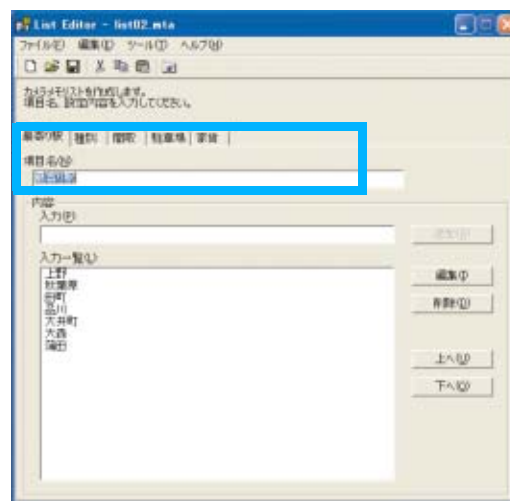 List Editor - list02.mta
ファイル(F) 編集(E) ツール(T) ヘルプ(H)
カメラメモリストを作成します。
項目名、設定内容を入力してください。
最寄り駅 種別 間取 駐車場 家賃
項目名(N)
内容
入力(P)
追加(A)
入力一覧(L)
上野
秋葉原
田町
品川
大井町
大森
蒲田
編集(I)
削除(D)
上へ(U)
下へ(O)